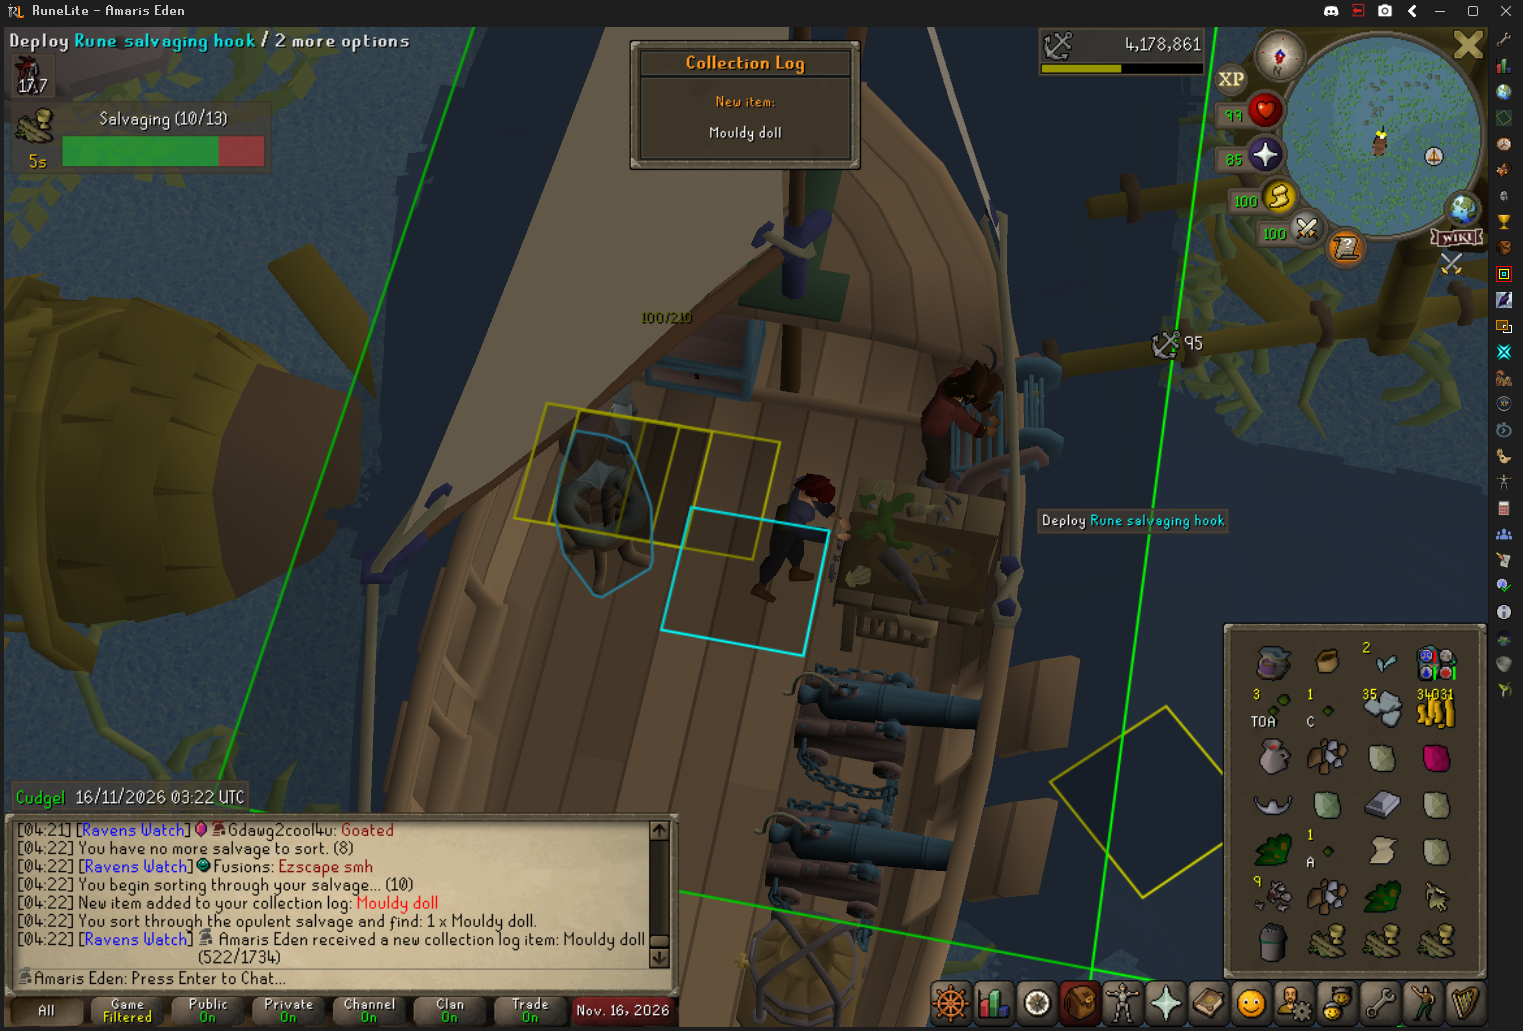 RuneLite - Amaris Eden
Deploy Rune salvaging hook / 2 more options
17.7
Salvaging (10/13)
5s
Collection Log
New item:
Mouldy doll
4,178,861
XP
N
99
85
100
100
WIKI
100/210
95
Deploy Rune salvaging hook
2
3
TOA
1
C
35
34031
1
A
9
Cudgel 16/11/2026 03:22 UTC
[04:21] [Ravens Watch] Gdawg2cool4u: Goated
[04:22] You have no more salvage to sort. (8)
[04:22] [Ravens Watch] Fusions: Ezscape smh
[04:22] You begin sorting through your salvage... (10)
[04:22] New item added to your collection log: Mouldy doll
[04:22] You sort through the opulent salvage and find: 1 x Mouldy doll.
[04:22] [Ravens Watch] Amaris Eden received a new collection log item: Mouldy doll
(522/1734)
Amaris Eden: Press Enter to Chat...
All
Game
Filtered
Public
On
Private
On
Channel
On
Clan
On
Trade
On
Nov. 16, 2026